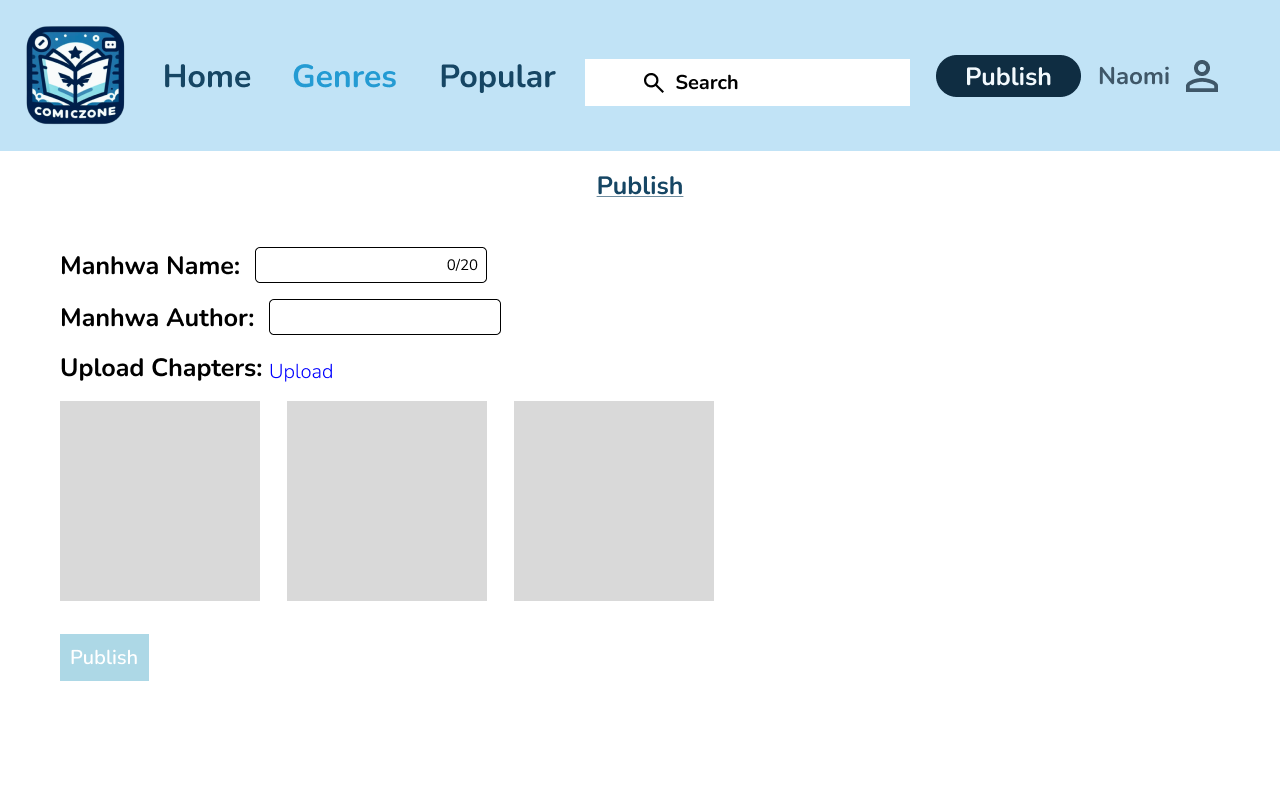 COMICZONE
Home Genres Popular Search Publish Naomi
Publish
Manhwa Name: 0/20
Manhwa Author:
Upload Chapters: Upload
Publish